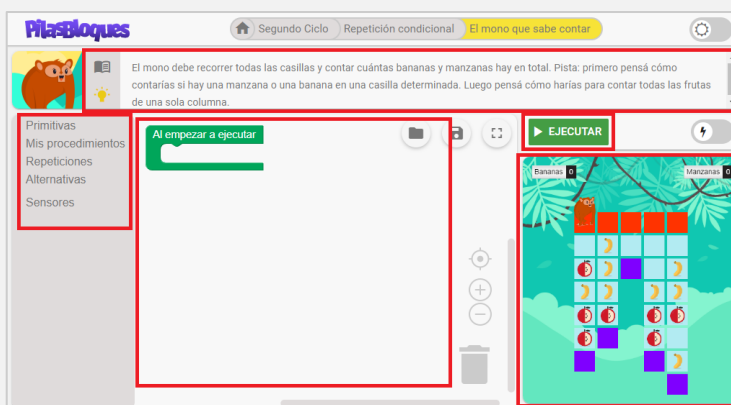 PilasBloques
Segundo Ciclo
Repetición condicional
El mono que sabe contar
El mono debe recorrer todas las casillas y contar cuántas bananas y manzanas hay en total. Pista: primero pensá cómo
contarías si hay una manzana o una banana en una casilla determinada. Luego pensá cómo harías para contar todas las frutas
de una sola columna.
Primitivas
Mis procedimientos
Repeticiones
Alternativas
Sensores
Al empezar a ejecutar
EJECUTAR
Bananas 0
Manzanas 0